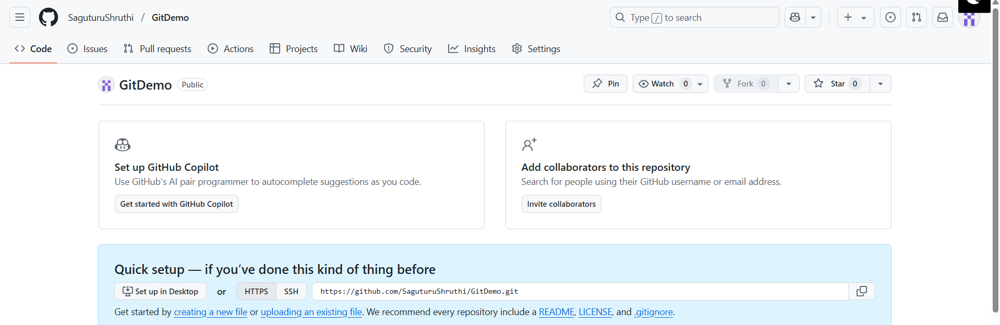 SaguturuShruthi / GitDemo
Type / to search
Code Issues Pull requests Actions Projects Wiki Security Insights Settings
GitDemo Public
Pin Watch 0 Fork 0 Star 0
Set up GitHub Copilot
Use GitHub's AI pair programmer to autocomplete suggestions as you code.
Get started with GitHub Copilot
Add collaborators to this repository
Search for people using their GitHub username or email address.
Invite collaborators
Quick setup — if you’ve done this kind of thing before
Set up in Desktop or HTTPS SSH https://github.com/SaguturuShruthi/GitDemo.git
Get started by creating a new file or uploading an existing file. We recommend every repository include a README, LICENSE, and .gitignore.